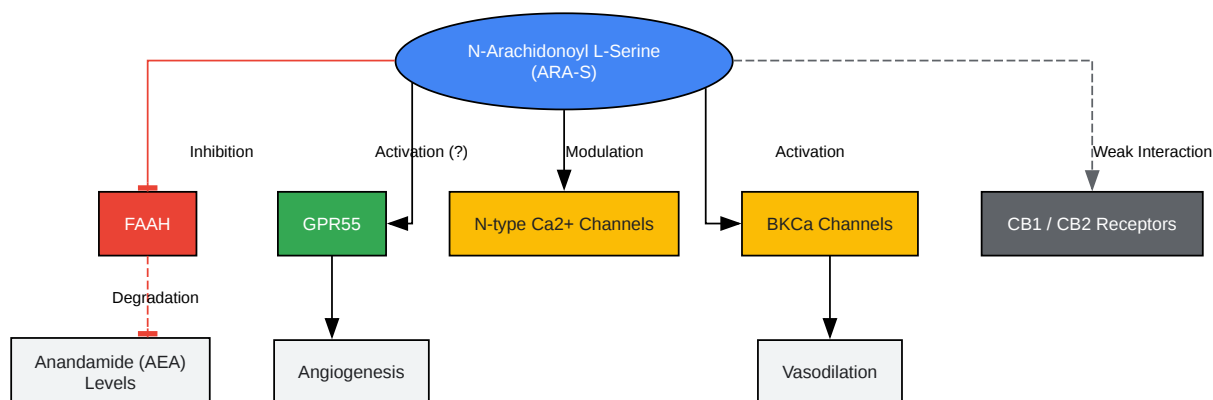 N-Arachidonoyl L-Serine
(ARA-S)
Inhibition
Activation (?)
Modulation
Activation
Weak Interaction
FAAH
GPR55
N-type Ca2+ Channels
BKCa Channels
CB1 / CB2 Receptors
Degradation
Anandamide (AEA)
Levels
Angiogenesis
Vasodilation